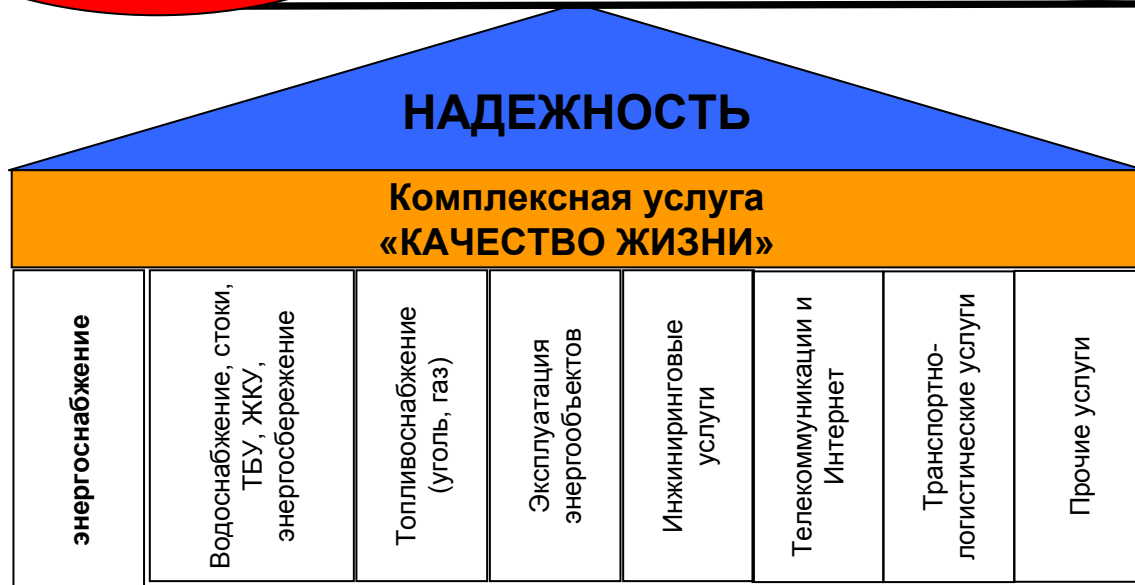 НАДЕЖНОСТЬ
Комплексная услуга
«КАЧЕСТВО ЖИЗНИ»
энергоснабжение
Водоснабжение, стоки,
ТБУ, ЖКУ,
энергосбережение
Топливоснабжение
(уголь, газ)
Эксплуатация
энергообъектов
Инжиниринговые
услуги
Телекоммуникации и
Интернет
Транспортно-
логистические услуги
Прочие услуги